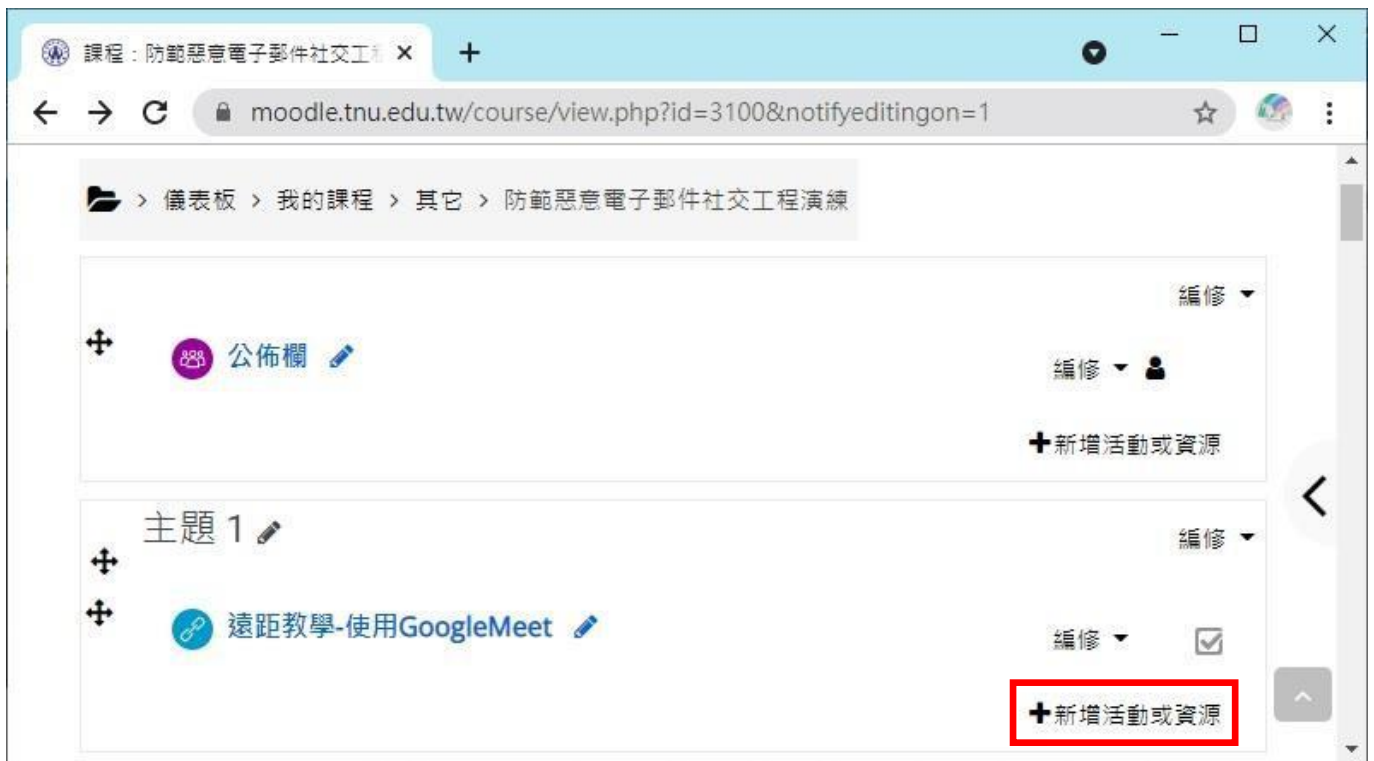 課程：防範惡意電子郵件社交工
moodle.tnu.edu.tw/course/view.php?id=3100&notifyeditingon=1
> 儀表板 > 我的課程 > 其它 > 防範惡意電子郵件社交工程演練
編修
公佈欄
編修
新增活動或資源
主題 1
編修
遠距教學-使用GoogleMeet
編修
新增活動或資源